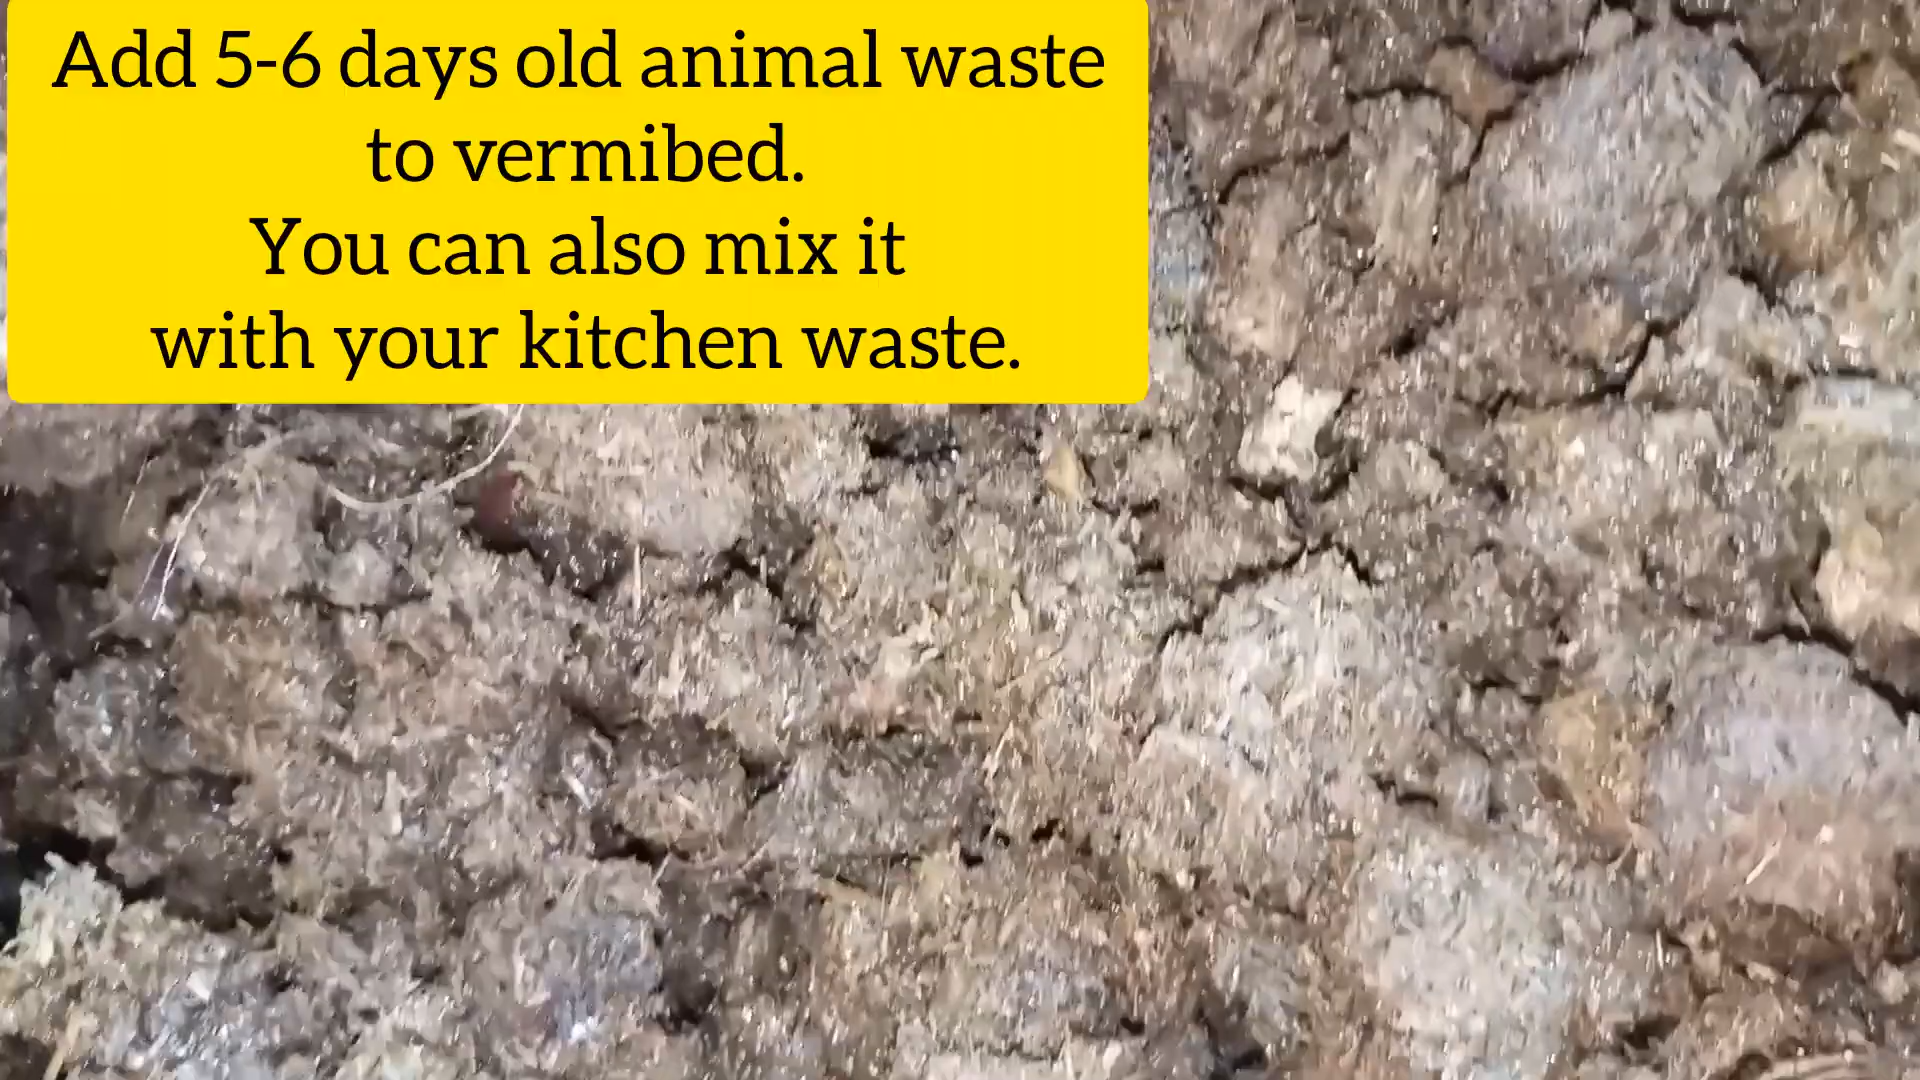 Add 5-6 days old animal waste
to vermibed.
You can also mix it
with your kitchen waste.